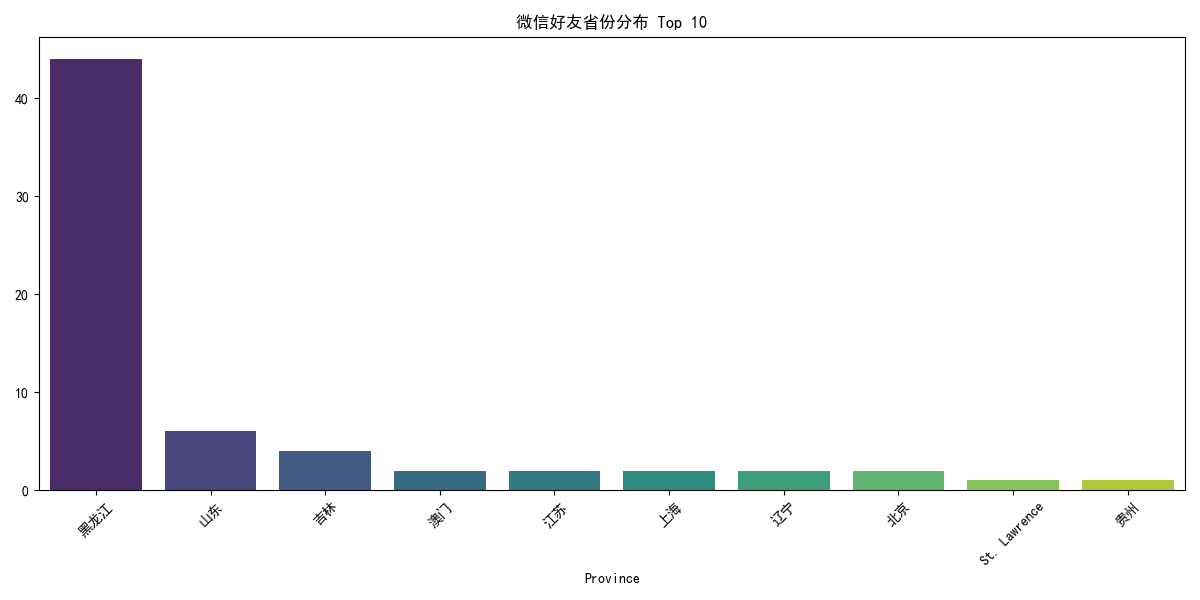 微信好友省份分布 Top 10
40
30
20
10
0
黑龙江
山东
吉林
澳门
江苏
上海
辽宁
北京
St. Lawrence
贵州
Province